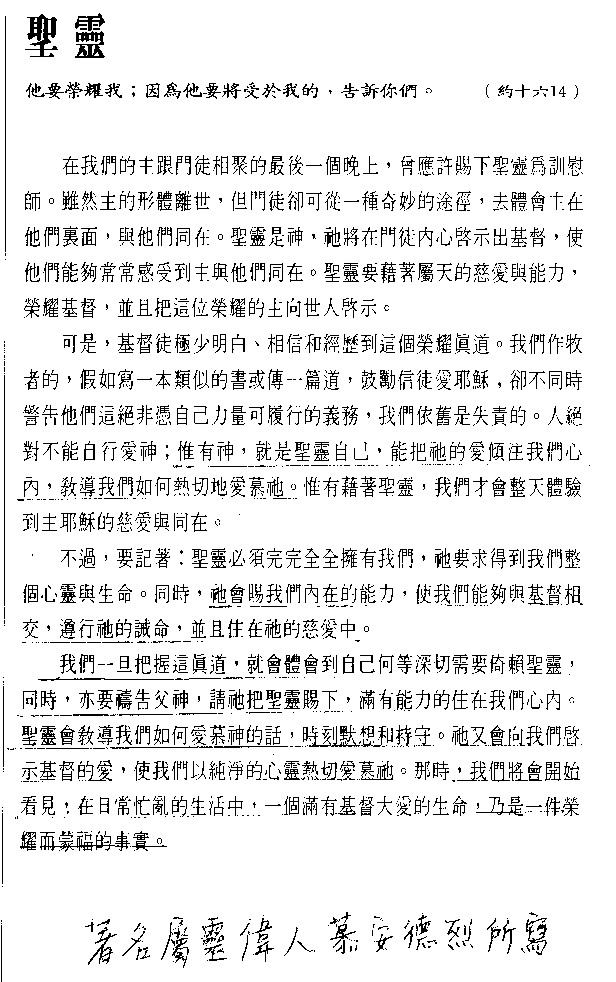 聖靈
他要榮耀我；因為他要將受於我的，告訴你們。　（約十六14）
在我們的主跟門徒相聚的最後一個晚上，曾應許賜下聖靈爲訓慰
師。雖然主的形體離世，但門徒卻可從一種奇妙的途徑，去體會主在
他們裏面，與他們同在。聖靈是神，祂將在門徒內心啓示出基督，使
他們能夠常常感受到主與他們同在。聖靈要藉著屬天的慈愛與能力，
榮耀基督，並且把這位榮耀的主向世人啓示。
可是，基督徒極少明白、相信和經歷到這個榮耀眞道。我們作牧
者的，假如寫一本類似的書或傳一篇道，鼓勵信徒愛耶穌，卻不同時
警告他們這絕非憑自己力量可履行的義務，我們依舊是失責的。人絕
對不能自行愛神；惟有神，就是聖靈自己，能把祂的愛傾注我們心
內，敎導我們如何熱切地愛慕祂。惟有藉著聖靈，我們才會整天體驗
到主耶穌的慈愛與同在。
不過，要記著：聖靈必須完完全全擁有我們，祂要求得到我們整
個心靈與生命。同時，祂會賜我們內在的能力，使我們能夠與基督相
交，遵行祂的誡命，並且住在祂的慈愛中。
我們一旦把握這眞道，就會體會到自己何等深切需要倚賴聖靈，
同時，亦要禱告父神，請祂把聖靈賜下，滿有能力的住在我們心內。
聖靈會敎導我們如何愛慕神的話，時刻默想和持守。祂又會向我們啓
示基督的愛，使我們以純淨的心靈熱切愛慕祂。那時，我們將會開始
看見，在日常忙亂的生活中，一個滿有基督大愛的生命，乃是一件榮
耀而蒙福的事實。
著名屬靈偉人慕安德烈所寫